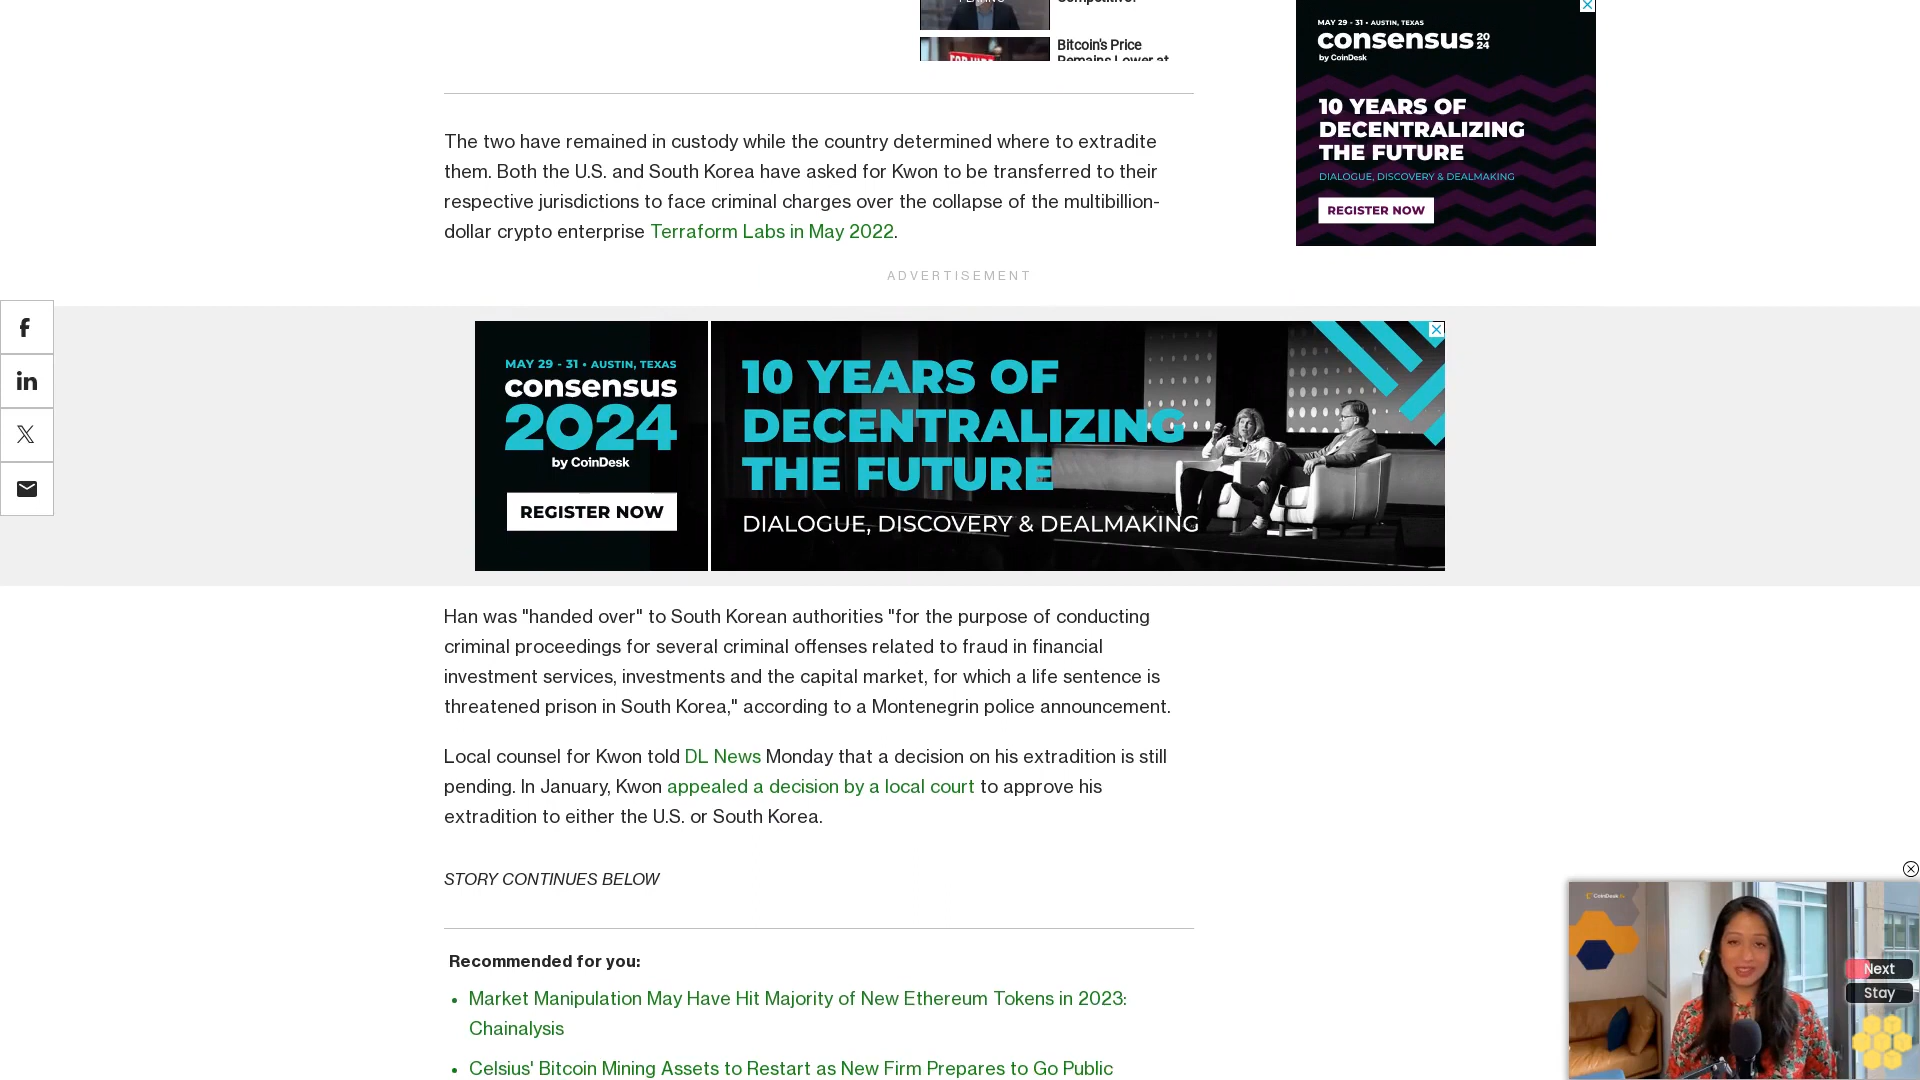 Bitcoin's Price
The two have remained in custody while the country determined where to extradite
them. Both the U.S. and South Korea have asked for Kwon to be transferred to their
respective jurisdictions to face criminal charges over the collapse of the multibillion-
dollar crypto enterprise Terraform Labs in May 2022.
MAY 29 - 31 • AUSTIN, TEXAS
consensus 2024
by CoinDesk
10 YEARS OF
DECENTRALIZING
THE FUTURE
DIALOGUE, DISCOVERY & DEALMAKING
REGISTER NOW
ADVERTISEMENT
MAY 29 - 31 • AUSTIN, TEXAS
consensus
2024
by CoinDesk
REGISTER NOW
10 YEARS OF
DECENTRALIZING
THE FUTURE
DIALOGUE, DISCOVERY & DEALMAKING
Han was "handed over" to South Korean authorities "for the purpose of conducting
criminal proceedings for several criminal offenses related to fraud in financial
investment services, investments and the capital market, for which a life sentence is
threatened prison in South Korea," according to a Montenegrin police announcement.
Local counsel for Kwon told DL News Monday that a decision on his extradition is still
pending. In January, Kwon appealed a decision by a local court to approve his
extradition to either the U.S. or South Korea.
STORY CONTINUES BELOW
Recommended for you:
• Market Manipulation May Have Hit Majority of New Ethereum Tokens in 2023:
Chainalysis
• Celsius' Bitcoin Mining Assets to Restart as New Firm Prepares to Go Public
CoinDesk
Next
Stay